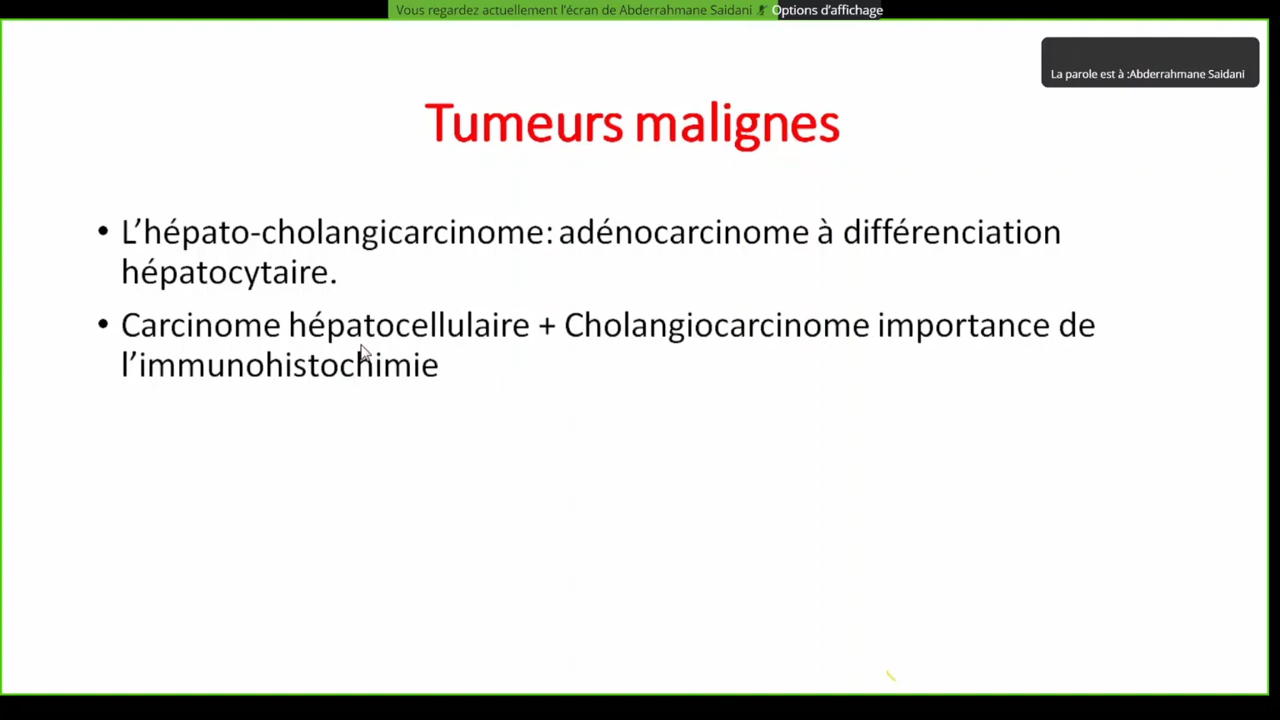 Vous regardez actuellement l'écran de Abderrahmane Saidani Options d'affichage
La parole est à :Abderrahmane Saidani
Tumeurs malignes
• L'hépato-cholangicarcinome: adénocarcinome à différenciation
hépatocytaire.
• Carcinome hépatocellulaire + Cholangiocarcinome importance de
l'immunohistochimie